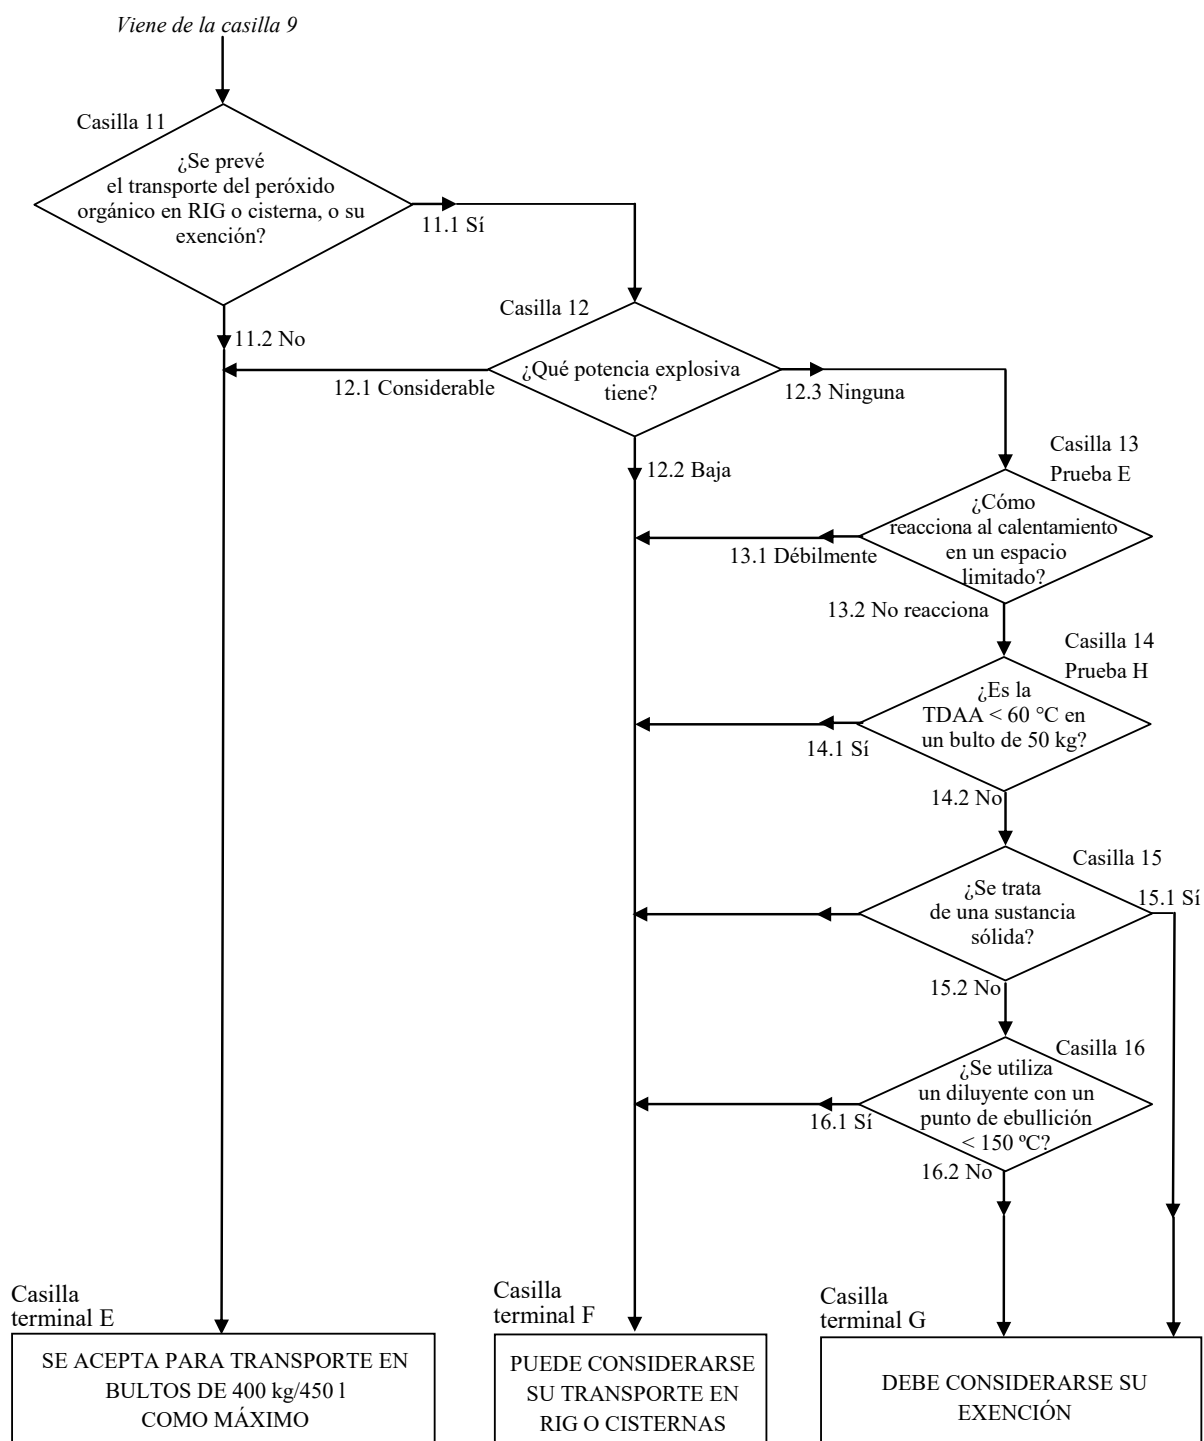 Viene de la casilla 9
Casilla 11
¿Se prevé
el transporte del peróxido
orgánico en RIG o cisterna, o su
exención?
11.1 Sí
11.2 No
Casilla 12
¿Qué potencia explosiva
tiene?
12.1 Considerable
12.3 Ninguna
12.2 Baja
Casilla 13
Prueba E
¿Cómo
reacciona al calentamiento
en un espacio
limitado?
13.1 Débilmente
13.2 No reacciona
Casilla 14
Prueba H
¿Es la
TDAA < 60 °C en
un bulto de 50 kg?
14.1 Sí
14.2 No
Casilla 15
¿Se trata
de una sustancia
sólida?
15.1 Sí
15.2 No
Casilla 16
¿Se utiliza
un diluyente con un
punto de ebullición
< 150 ºC?
16.1 Sí
16.2 No
Casilla
terminal E
SE ACEPTA PARA TRANSPORTE EN
BULTOS DE 400 kg/450 l
COMO MÁXIMO
Casilla
terminal F
PUEDE CONSIDERARSE
SU TRANSPORTE EN
RIG O CISTERNAS
Casilla
terminal G
DEBE CONSIDERARSE SU
EXENCIÓN